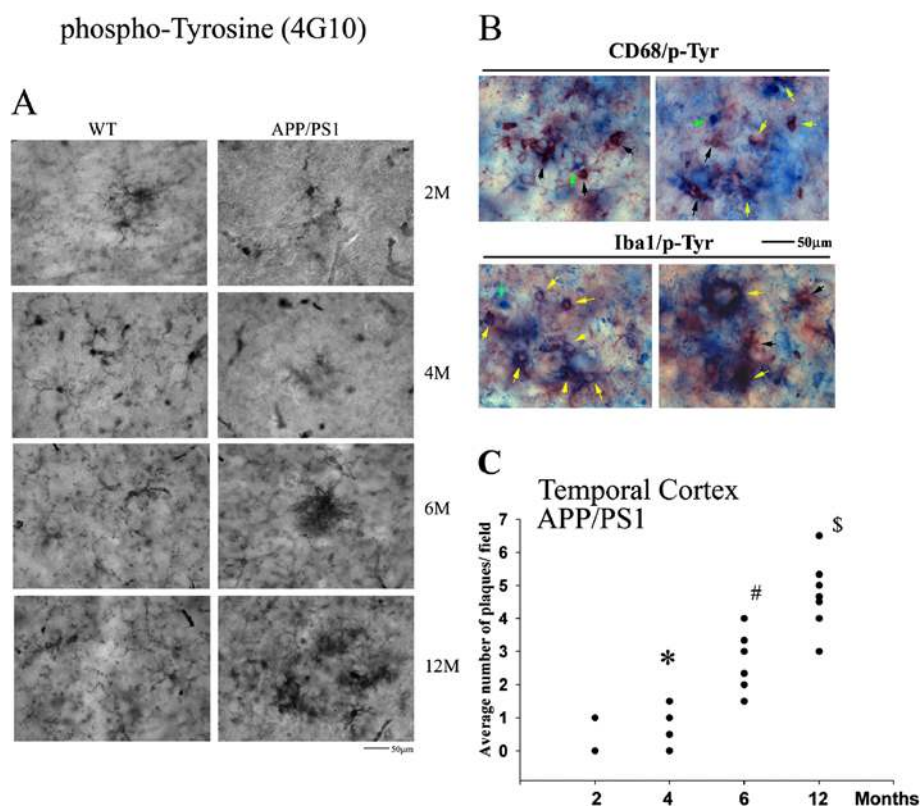 phospho-Tyrosine (4G10)
A
WT
APP/PS1
2M
4M
6M
12M
50μm
B
CD68/p-Tyr
Iba1/p-Tyr
50μm
C
Temporal Cortex
APP/PS1
Average number of plaques/ field
7
6
5
4
3
2
1
0
*
#
$
2
4
6
12
Months